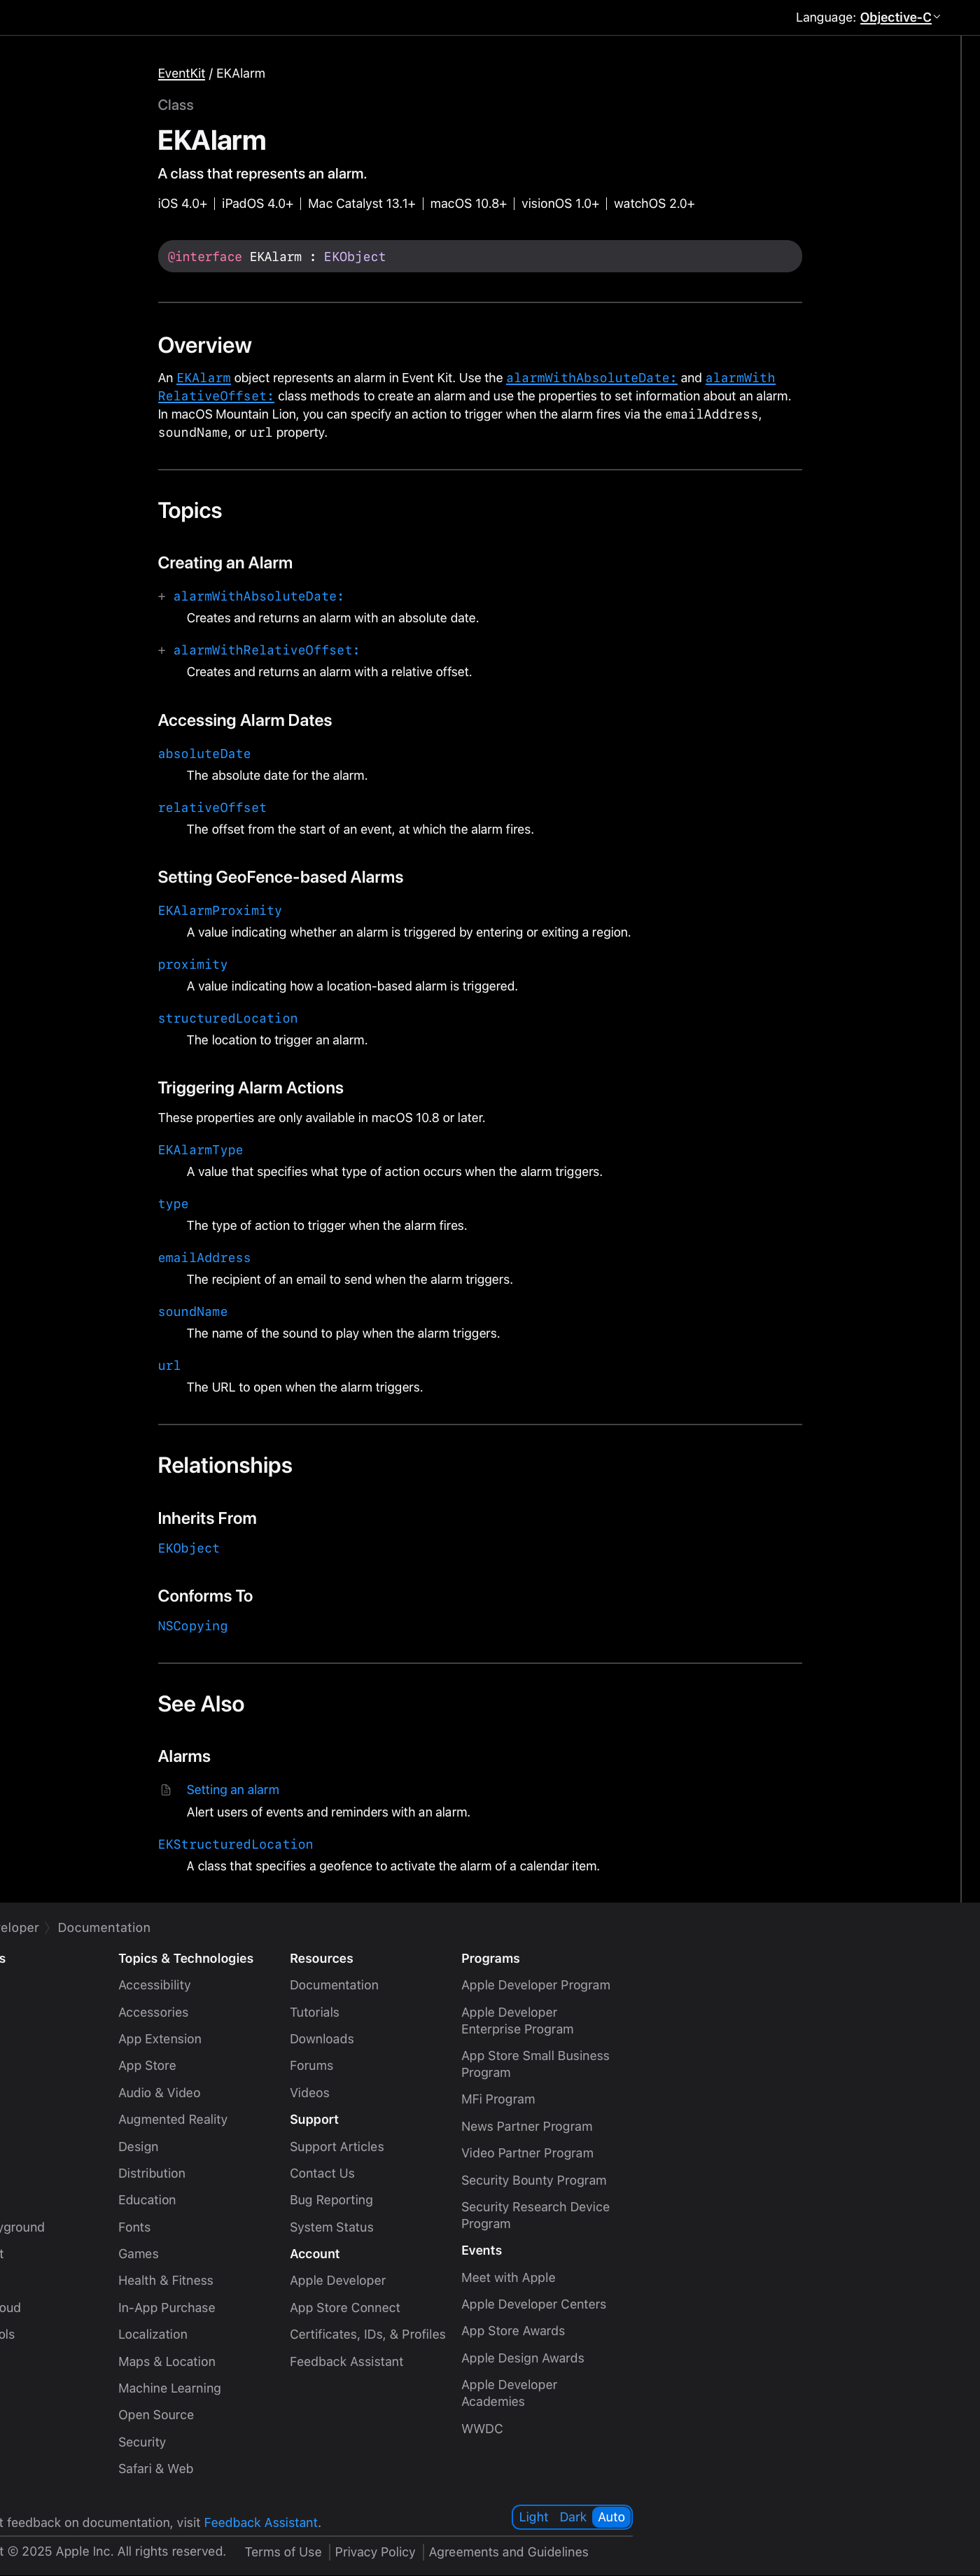 Language: Objective-C
EventKit / EKAlarm
Class
EKAlarm
A class that represents an alarm.
iOS 4.0+ | iPadOS 4.0+ | Mac Catalyst 13.1+ | macOS 10.8+ | visionOS 1.0+ | watchOS 2.0+
@interface EKAlarm : EKObject
Overview
An EKAlarm object represents an alarm in Event Kit. Use the alarmWithAbsoluteDate: and alarmWith
RelativeOffset: class methods to create an alarm and use the properties to set information about an alarm.
In macOS Mountain Lion, you can specify an action to trigger when the alarm fires via the emailAddress,
soundName, or url property.
Topics
Creating an Alarm
+ alarmWithAbsoluteDate:
Creates and returns an alarm with an absolute date.
+ alarmWithRelativeOffset:
Creates and returns an alarm with a relative offset.
Accessing Alarm Dates
absoluteDate
The absolute date for the alarm.
relativeOffset
The offset from the start of an event, at which the alarm fires.
Setting GeoFence-based Alarms
EKAlarmProximity
A value indicating whether an alarm is triggered by entering or exiting a region.
proximity
A value indicating how a location-based alarm is triggered.
structuredLocation
The location to trigger an alarm.
Triggering Alarm Actions
These properties are only available in macOS 10.8 or later.
EKAlarmType
A value that specifies what type of action occurs when the alarm triggers.
type
The type of action to trigger when the alarm fires.
emailAddress
The recipient of an email to send when the alarm triggers.
soundName
The name of the sound to play when the alarm triggers.
url
The URL to open when the alarm triggers.
Relationships
Inherits From
EKObject
Conforms To
NSCopying
See Also
Alarms
Setting an alarm
Alert users of events and reminders with an alarm.
EKStructuredLocation
A class that specifies a geofence to activate the alarm of a calendar item.
eloper Documentation
s
yground
t
oud
ols
Topics & Technologies
Accessibility
Accessories
App Extension
App Store
Audio & Video
Augmented Reality
Design
Distribution
Education
Fonts
Games
Health & Fitness
In-App Purchase
Localization
Maps & Location
Machine Learning
Open Source
Security
Safari & Web
Resources
Documentation
Tutorials
Downloads
Forums
Videos
Support
Support Articles
Contact Us
Bug Reporting
System Status
Account
Apple Developer
App Store Connect
Certificates, IDs, & Profiles
Feedback Assistant
Programs
Apple Developer Program
Apple Developer
Enterprise Program
App Store Small Business
Program
MFi Program
News Partner Program
Video Partner Program
Security Bounty Program
Security Research Device
Program
Events
Meet with Apple
Apple Developer Centers
App Store Awards
Apple Design Awards
Apple Developer
Academies
WWDC
t feedback on documentation, visit Feedback Assistant.
Light Dark Auto
t © 2025 Apple Inc. All rights reserved. Terms of Use | Privacy Policy | Agreements and Guidelines